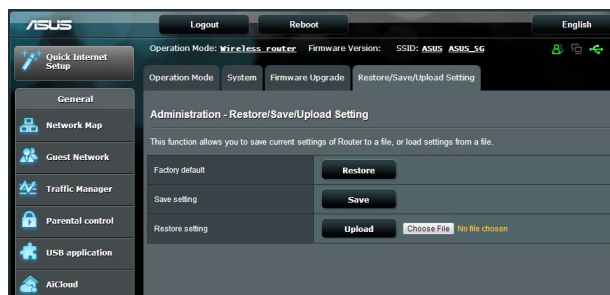 ASUS
Logout
Reboot
English
Quick Internet Setup
Operation Mode: Wireless router Firmware Version: SSID: ASUS ASUS_5G
Operation Mode
System
Firmware Upgrade
Restore/Save/Upload Setting
General
Network Map
Guest Network
Traffic Manager
Parental control
USB application
AiCloud
Administration - Restore/Save/Upload Setting
This function allows you to save current settings of Router to a file, or load settings from a file.
Factory default
Restore
Save setting
Save
Restore setting
Upload
Choose File No file chosen